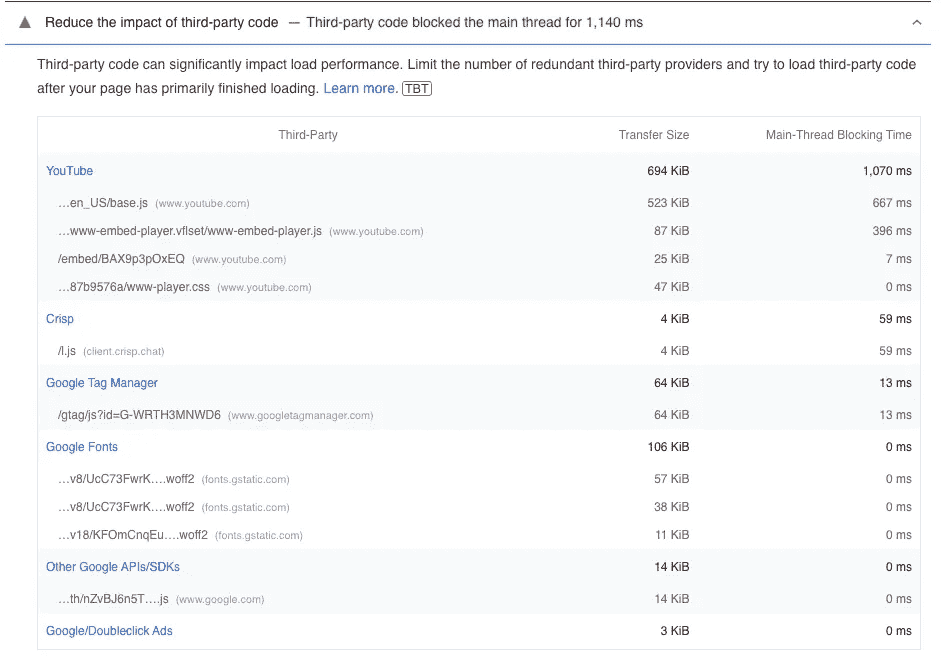 ▲ Reduce the impact of third-party code — Third-party code blocked the main thread for 1,140 ms
Third-party code can significantly impact load performance. Limit the number of redundant third-party providers and try to load third-party code
after your page has primarily finished loading. Learn more. TBT
Third-Party Transfer Size Main-Thread Blocking Time
YouTube 694 KiB 1,070 ms
…en_US/base.js (www.youtube.com) 523 KiB 667 ms
…www-embed-player.vflset/www-embed-player.js (www.youtube.com) 87 KiB 396 ms
/embed/BAX9p3pOxEQ (www.youtube.com) 25 KiB 7 ms
…87b9576a/www-player.css (www.youtube.com) 47 KiB 0 ms
Crisp 4 KiB 59 ms
/l.js (client.crisp.chat) 4 KiB 59 ms
Google Tag Manager 64 KiB 13 ms
/gtag/js?id=G-WRTH3MNWD6 (www.googletagmanager.com) 64 KiB 13 ms
Google Fonts 106 KiB 0 ms
…v8/UcC73FwrK….woff2 (fonts.gstatic.com) 57 KiB 0 ms
…v8/UcC73FwrK….woff2 (fonts.gstatic.com) 38 KiB 0 ms
…v18/KFOmCnqEu….woff2 (fonts.gstatic.com) 11 KiB 0 ms
Other Google APIs/SDKs 14 KiB 0 ms
…th/nZvBJ6n5T….js (www.google.com) 14 KiB 0 ms
Google/Doubleclick Ads 3 KiB 0 ms